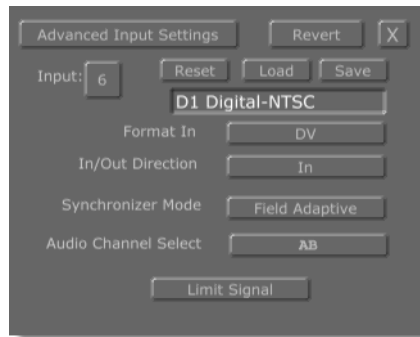 Advanced Input Settings Revert X
Input: 6 Reset Load Save
D1 Digital-NTSC
Format In DV
In/Out Direction In
Synchronizer Mode Field Adaptive
Audio Channel Select AB
Limit Signal